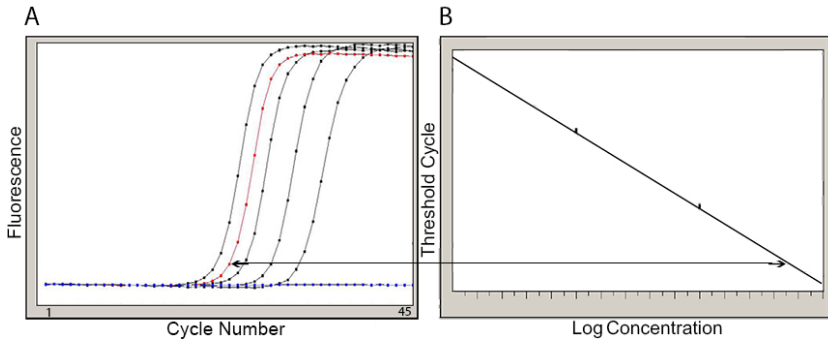 A
Fluorescence
1
45
Cycle Number
B
Threshold Cycle
Log Concentration